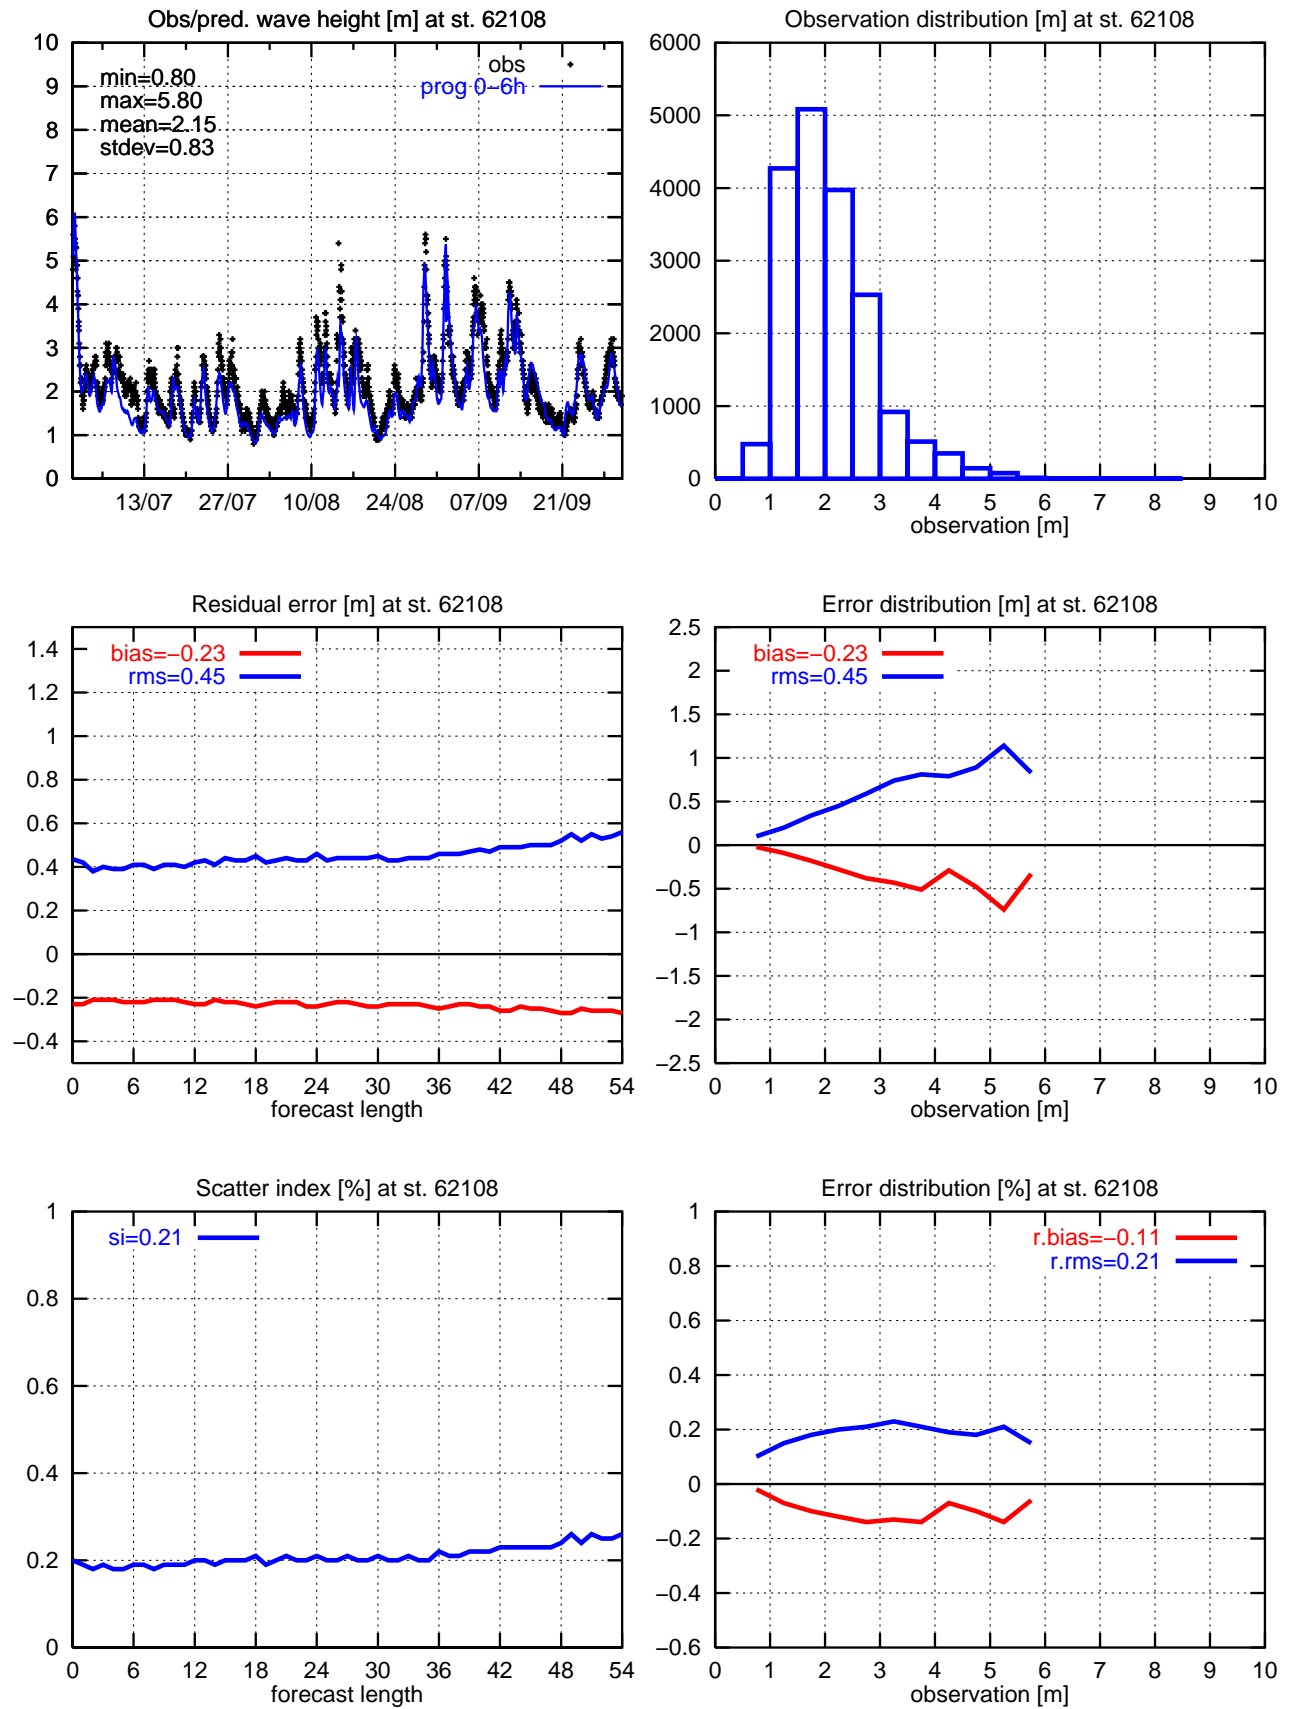 Obs/pred. wave height [m] at st. 62108
10
9
8
7
6
5
4
3
2
1
0
min=0.80
max=5.80
mean=2.15
stdev=0.83
obs
prog 0−6h
13/07 27/07 10/08 24/08 07/09 21/09
Observation distribution [m] at st. 62108
6000
5000
4000
3000
2000
1000
0
0 1 2 3 4 5 6 7 8 9 10
observation [m]
Residual error [m] at st. 62108
1.4
1.2
1
0.8
0.6
0.4
0.2
0
−0.2
−0.4
bias=−0.23
rms=0.45
0 6 12 18 24 30 36 42 48 54
forecast length
Error distribution [m] at st. 62108
2.5
2
1.5
1
0.5
0
−0.5
−1
−1.5
−2
−2.5
bias=−0.23
rms=0.45
0 1 2 3 4 5 6 7 8 9 10
observation [m]
Scatter index [%] at st. 62108
1
0.8
0.6
0.4
0.2
0
si=0.21
0 6 12 18 24 30 36 42 48 54
forecast length
Error distribution [%] at st. 62108
1
0.8
0.6
0.4
0.2
0
−0.2
−0.4
−0.6
r.bias=−0.11
r.rms=0.21
0 1 2 3 4 5 6 7 8 9 10
observation [m]